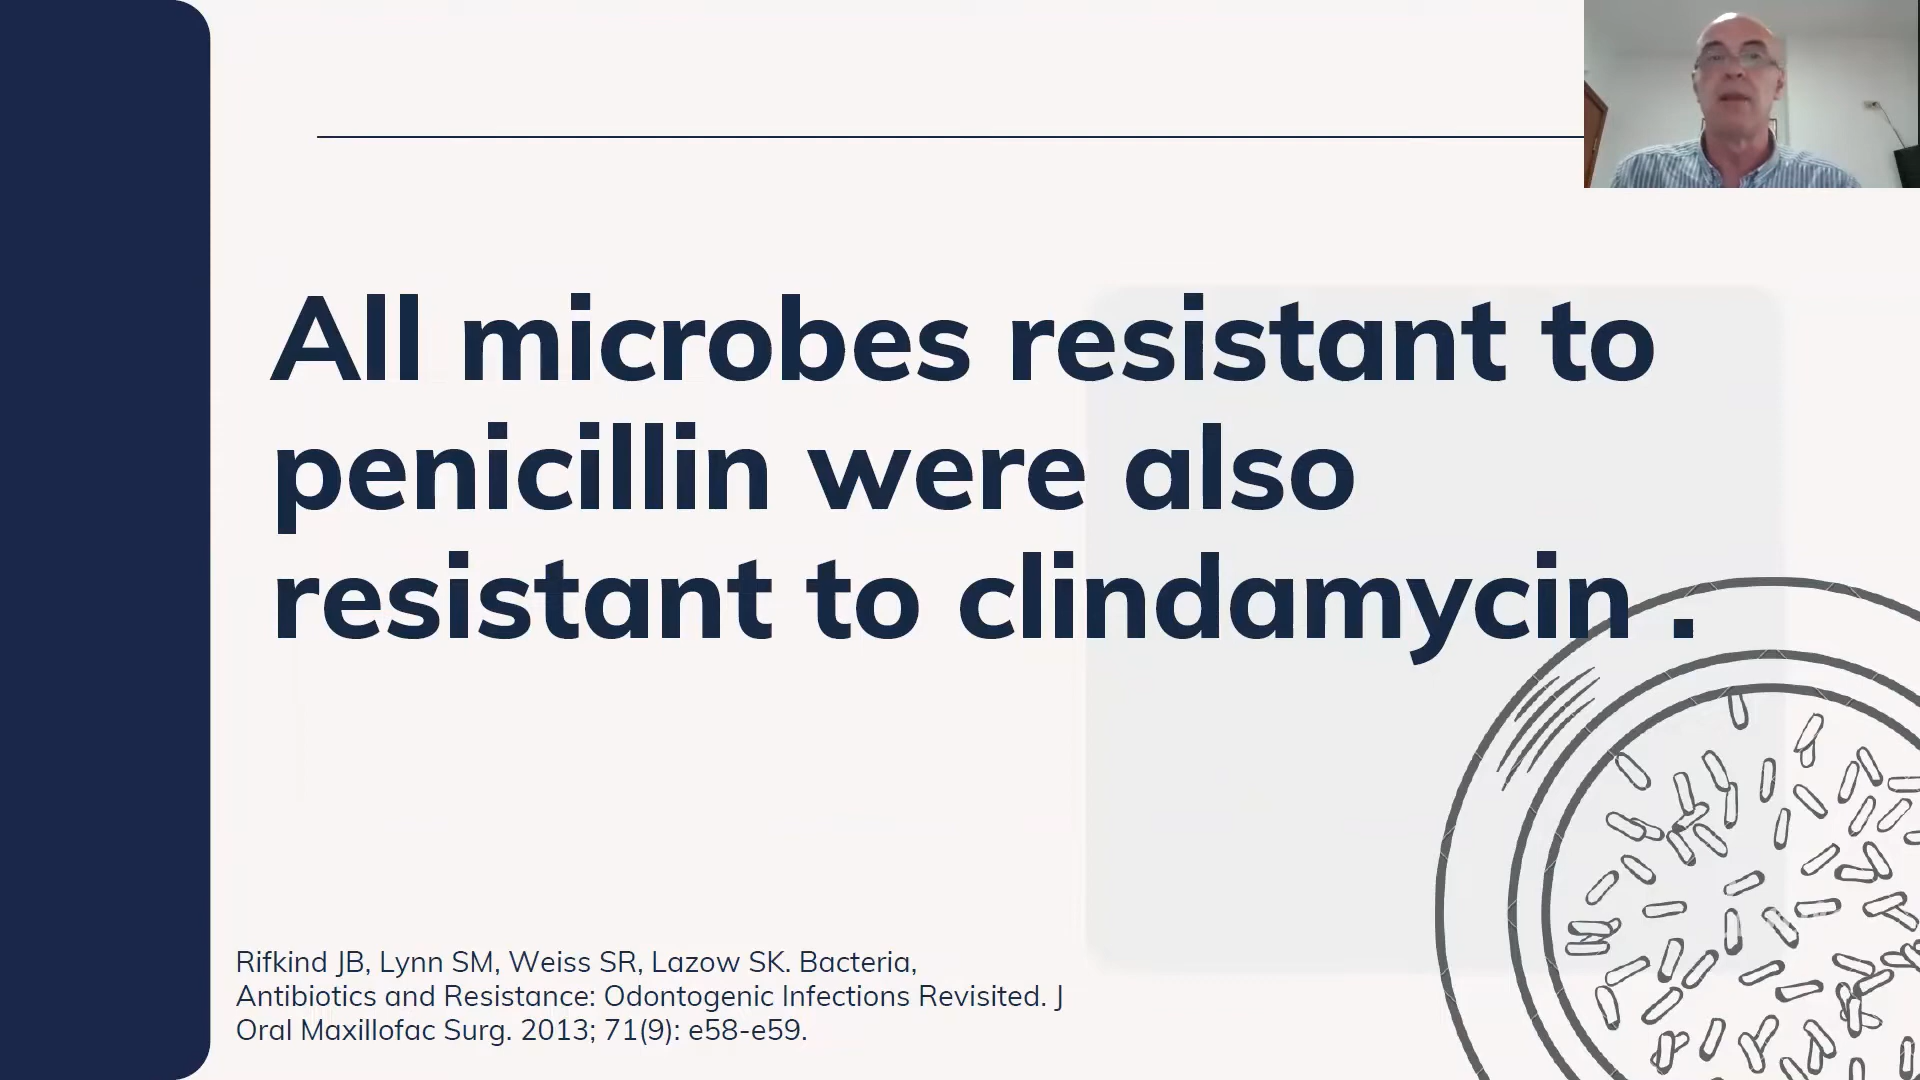 All microbes resistant to
penicillin were also
resistant to clindamycin .
Rifkind JB, Lynn SM, Weiss SR, Lazow SK. Bacteria,
Antibiotics and Resistance: Odontogenic Infections Revisited. J
Oral Maxillofac Surg. 2013; 71(9): e58-e59.